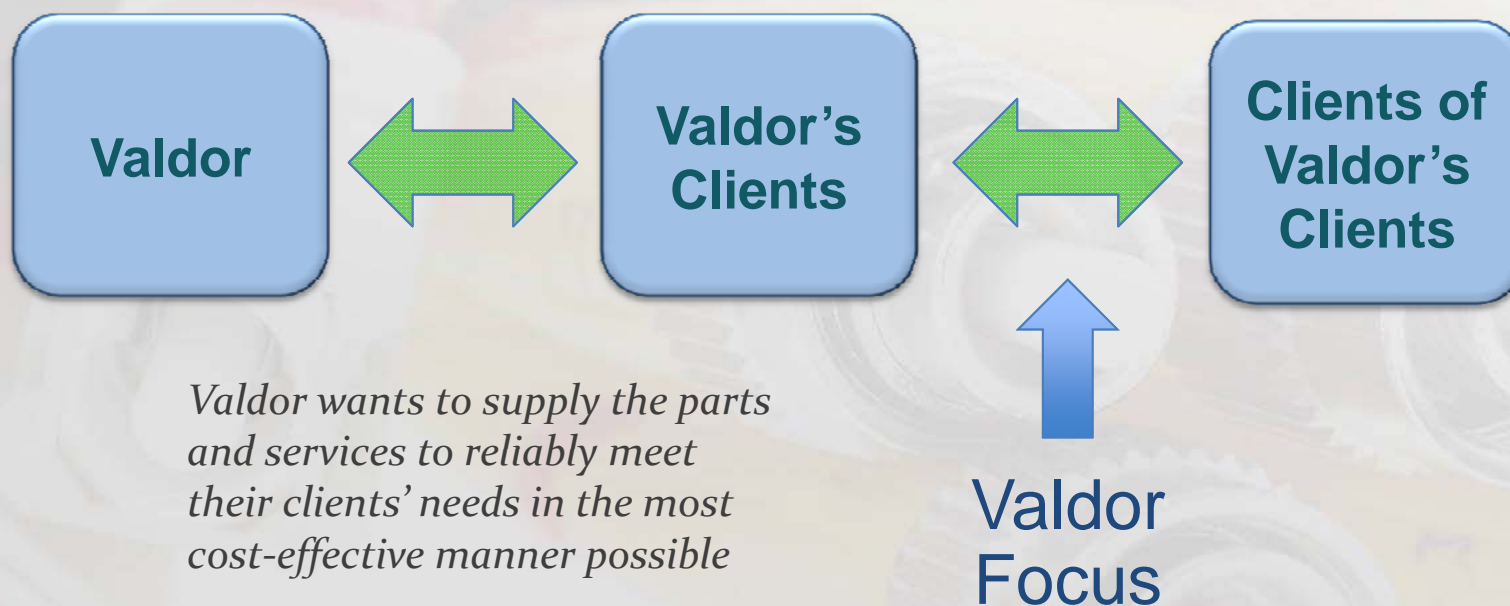 Valdor
Valdor’s
Clients
Clients of
Valdor’s
Clients
Valdor wants to supply the parts
and services to reliably meet
their clients’ needs in the most
cost-effective manner possible
Valdor
Focus